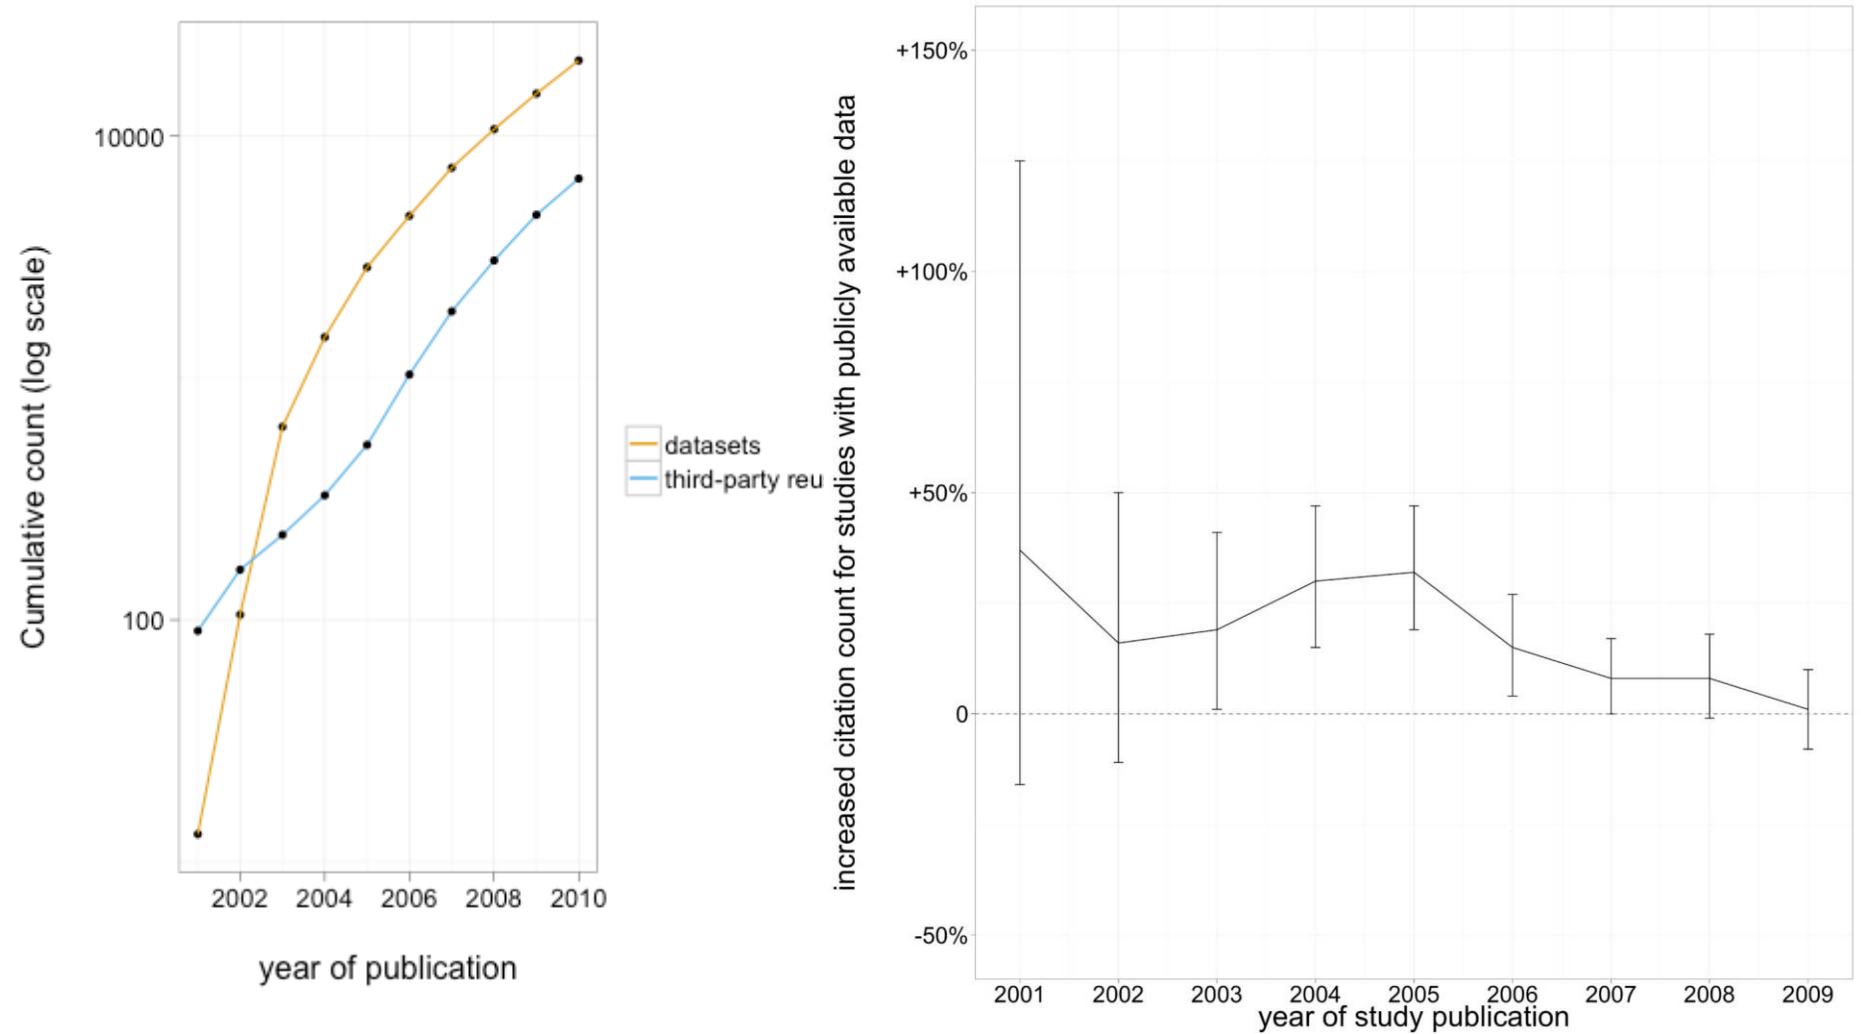 Cumulative count (log scale)
10000
100
2002 2004 2006 2008 2010
year of publication
datasets
third-party reu
increased citation count for studies with publicly available data
+150%
+100%
+50%
0
-50%
2001 2002 2003 2004 2005 2006 2007 2008 2009
year of study publication